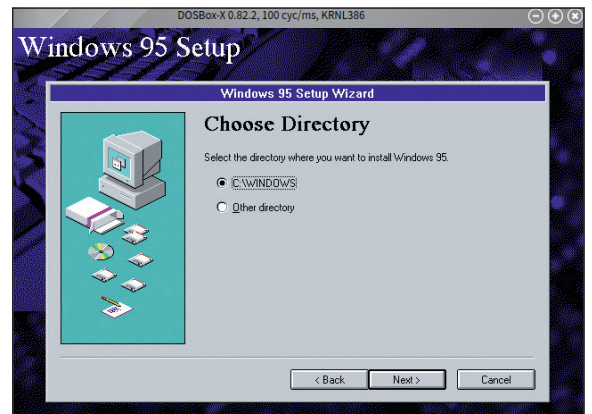 DOSBox-X 0.82.2, 100 cyc/ms, KRNL386
Windows 95 Setup
Windows 95 Setup Wizard
Choose Directory
Select the directory where you want to install Windows 95.
C:\WINDOWS
Other directory
< Back Next > Cancel